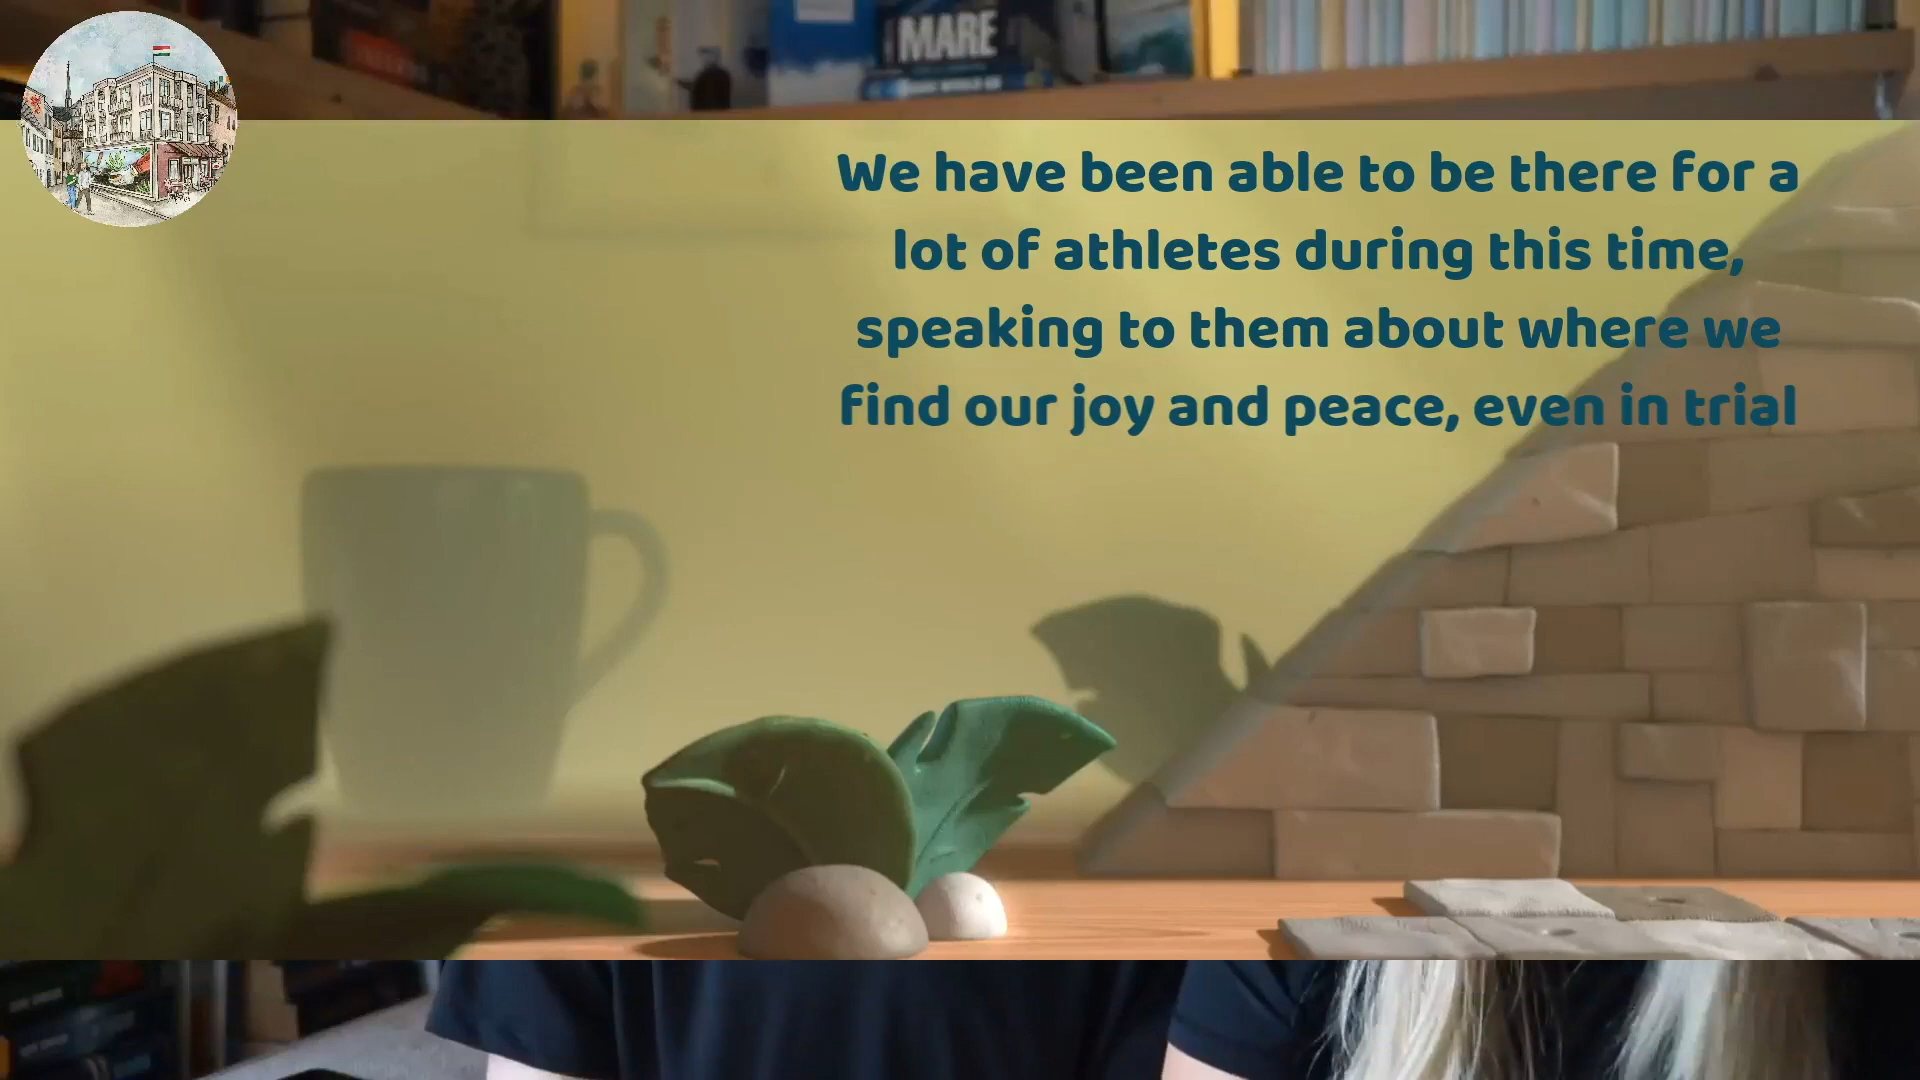 MARE
We have been able to be there for a
lot of athletes during this time,
speaking to them about where we
find our joy and peace, even in trial